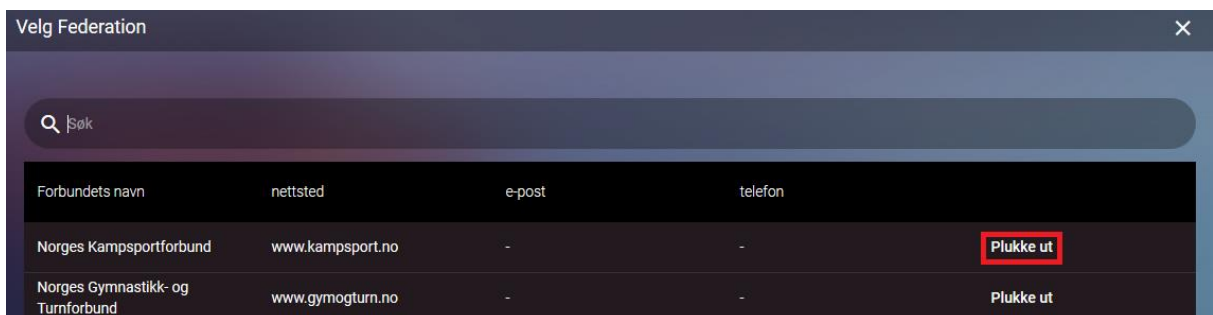 Velg Federation
Søk
Forbundets navn nettsted e-post telefon
Norges Kampsportforbund www.kampsport.no - - Plukke ut
Norges Gymnastikk- og
Turnforbund www.gymogturn.no - - Plukke ut